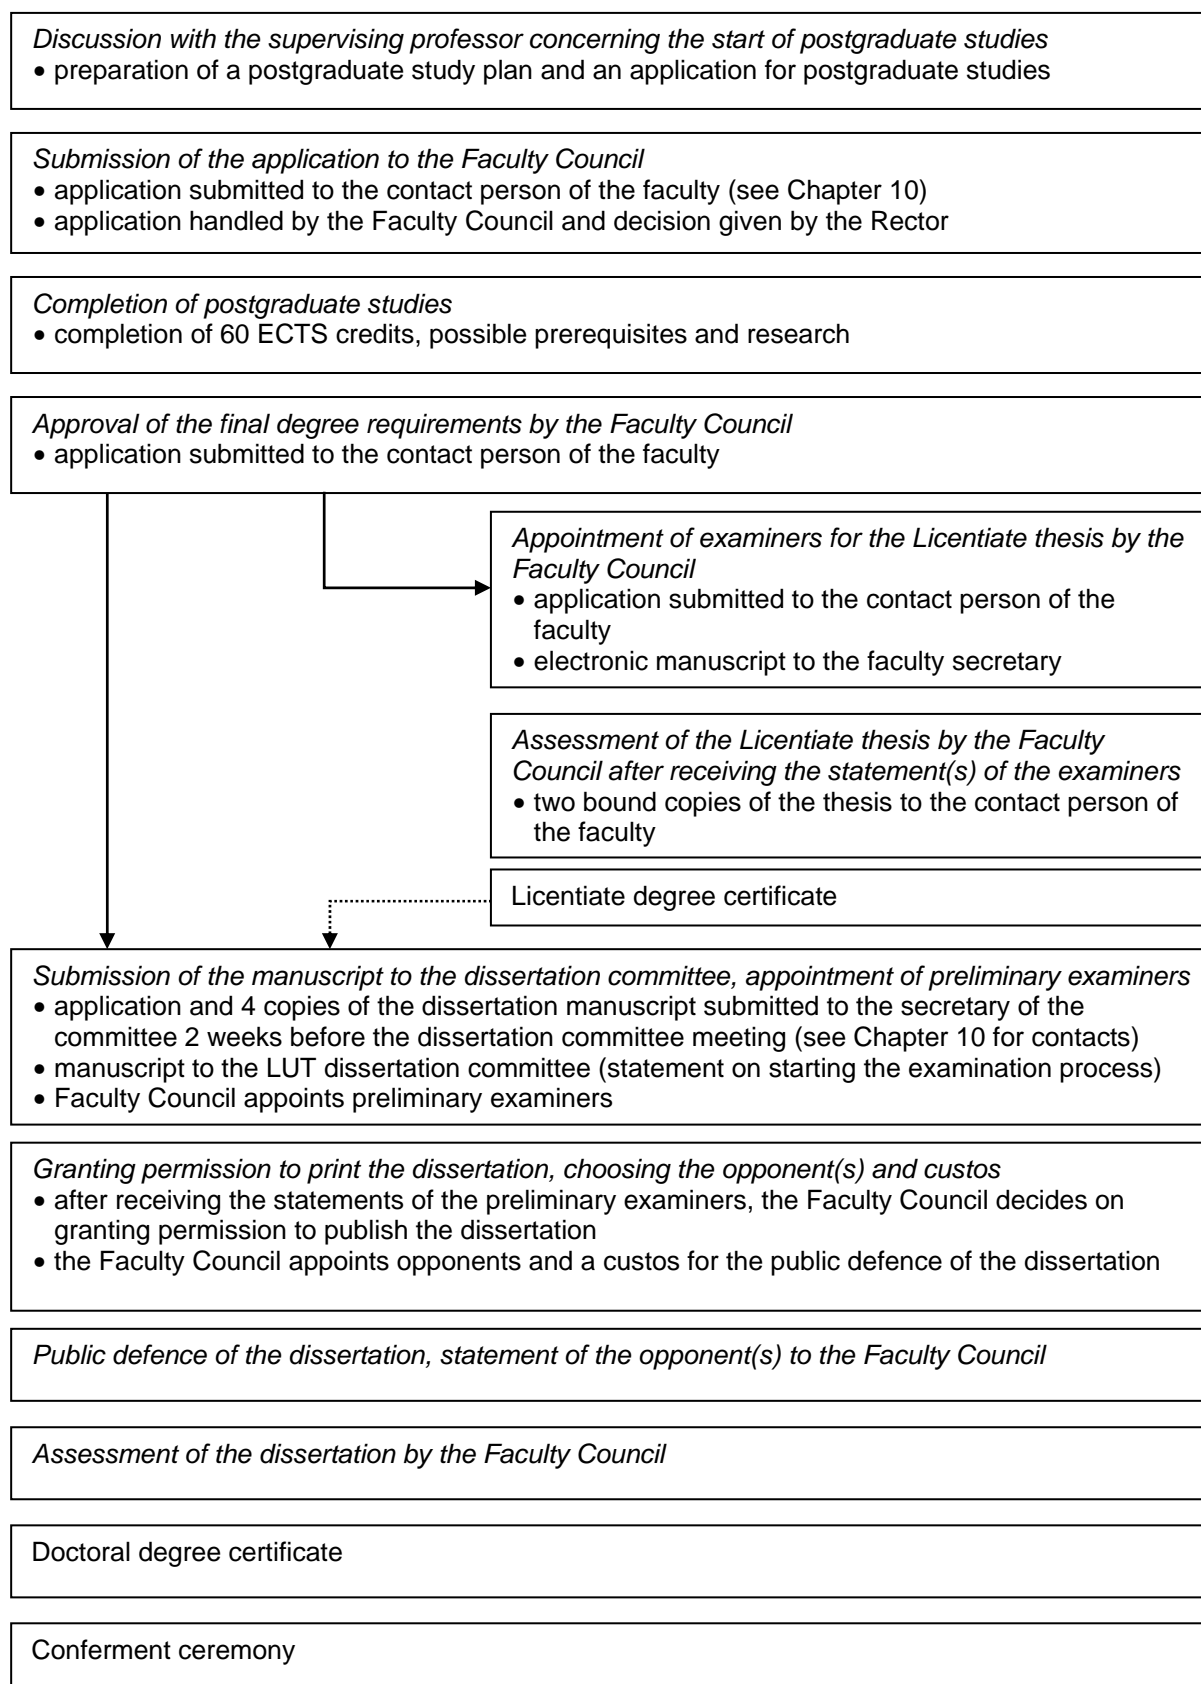 Discussion with the supervising professor concerning the start of postgraduate studies
• preparation of a postgraduate study plan and an application for postgraduate studies
Submission of the application to the Faculty Council
• application submitted to the contact person of the faculty (see Chapter 10)
• application handled by the Faculty Council and decision given by the Rector
Completion of postgraduate studies
• completion of 60 ECTS credits, possible prerequisites and research
Approval of the final degree requirements by the Faculty Council
• application submitted to the contact person of the faculty
Appointment of examiners for the Licentiate thesis by the
Faculty Council
• application submitted to the contact person of the
faculty
• electronic manuscript to the faculty secretary
Assessment of the Licentiate thesis by the Faculty
Council after receiving the statement(s) of the examiners
• two bound copies of the thesis to the contact person of
the faculty
Licentiate degree certificate
Submission of the manuscript to the dissertation committee, appointment of preliminary examiners
• application and 4 copies of the dissertation manuscript submitted to the secretary of the
committee 2 weeks before the dissertation committee meeting (see Chapter 10 for contacts)
• manuscript to the LUT dissertation committee (statement on starting the examination process)
• Faculty Council appoints preliminary examiners
Granting permission to print the dissertation, choosing the opponent(s) and custos
• after receiving the statements of the preliminary examiners, the Faculty Council decides on
granting permission to publish the dissertation
• the Faculty Council appoints opponents and a custos for the public defence of the dissertation
Public defence of the dissertation, statement of the opponent(s) to the Faculty Council
Assessment of the dissertation by the Faculty Council
Doctoral degree certificate
Conferment ceremony